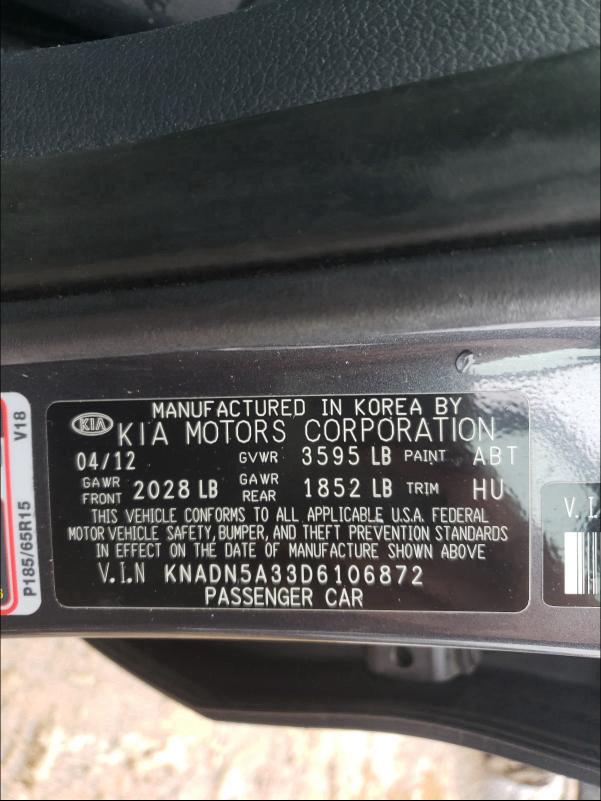 MANUFACTURED IN KOREA BY
KIA KIA MOTORS CORPORATION
04/12 GVWR 3595 LB PAINT ABT
GAWR FRONT 2028 LB GAWR REAR 1852 LB TRIM HU
THIS VEHICLE CONFORMS TO ALL APPLICABLE U.S.A. FEDERAL
MOTOR VEHICLE SAFETY, BUMPER, AND THEFT PREVENTION STANDARDS
IN EFFECT ON THE DATE OF MANUFACTURE SHOWN ABOVE
V.I.N KNADN5A33D6106872
PASSENGER CAR
P185/65R15 V18
V.I